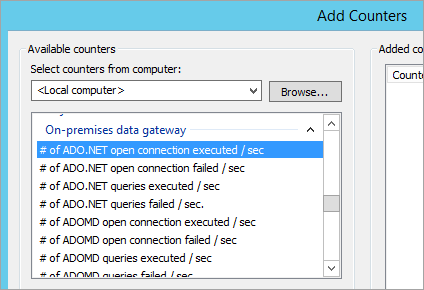 Add Counters
Available counters
Added co
Select counters from computer:
<Local computer>
Browse...
Count
On-premises data gateway
# of ADO.NET open connection executed / sec
# of ADO.NET open connection failed / sec
# of ADO.NET queries executed / sec
# of ADO.NET queries failed / sec.
# of ADOMD open connection executed / sec
# of ADOMD open connection failed / sec
# of ADOMD queries executed / sec
# of ADOMD queries failed / sec